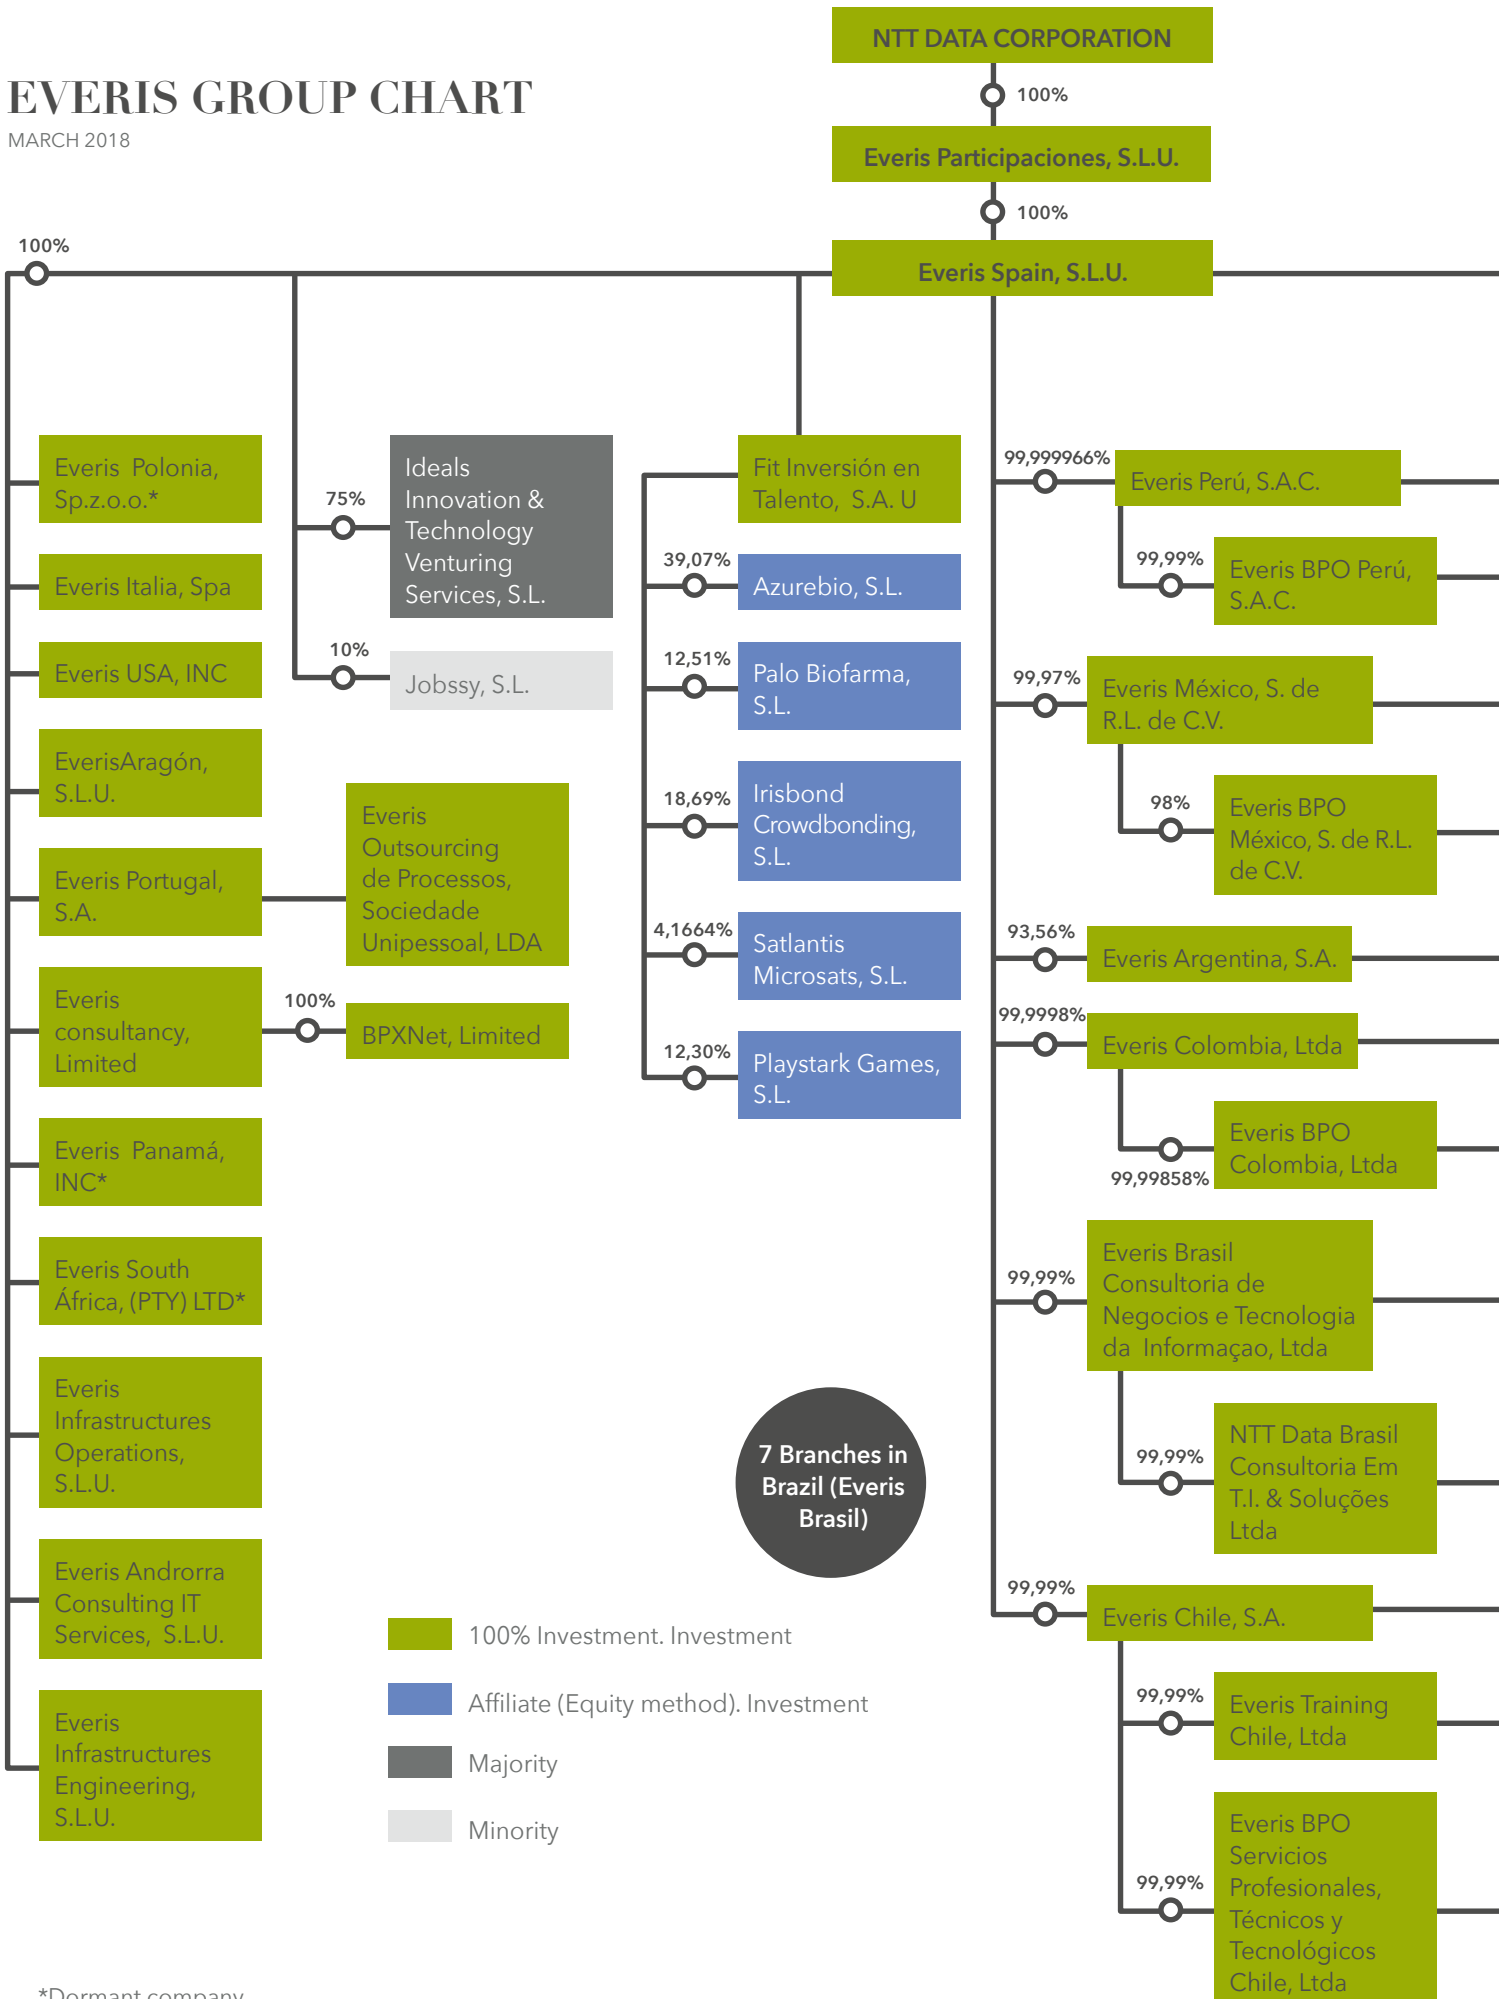 NTT DATA CORPORATION
EVERIS GROUP CHART
MARCH 2018
100%
Everis Participaciones, S.L.U.
100%
Everis Spain, S.L.U.
100%
Everis Polonia,
Sp.z.o.o.*
Everis Italia, Spa
Everis USA, INC
EverisAragón,
S.L.U.
Everis Portugal,
S.A.
Everis
Outsourcing
de Processos,
Sociedade
Unipessoal, LDA
Everis
consultancy,
Limited
100%
BPXNet, Limited
Everis Panamá,
INC*
Everis South
África, (PTY) LTD*
Everis
Infrastructures
Operations,
S.L.U.
Everis Androrra
Consulting IT
Services, S.L.U.
Everis
Infrastructures
Engineering,
S.L.U.
75%
Ideals
Innovation &
Technology
Venturing
Services, S.L.
10%
Jobssy, S.L.
Fit Inversión en
Talento, S.A. U
39,07%
Azurebio, S.L.
12,51%
Palo Biofarma,
S.L.
18,69%
Irisbond
Crowdbonding,
S.L.
4,1664%
Satlantis
Microsats, S.L.
12,30%
Playstark Games,
S.L.
99,999966%
Everis Perú, S.A.C.
99,99%
Everis BPO Perú,
S.A.C.
99,97%
Everis México, S. de
R.L. de C.V.
98%
Everis BPO
México, S. de R.L.
de C.V.
93,56%
Everis Argentina, S.A.
99,9998%
Everis Colombia, Ltda
99,99858%
Everis BPO
Colombia, Ltda
99,99%
Everis Brasil
Consultoria de
Negocios e Tecnologia
da Informaçao, Ltda
99,99%
NTT Data Brasil
Consultoria Em
T.I. & Soluções
Ltda
99,99%
Everis Chile, S.A.
99,99%
Everis Training
Chile, Ltda
99,99%
Everis BPO
Servicios
Profesionales,
Técnicos y
Tecnológicos
Chile, Ltda
7 Branches in
Brazil (Everis
Brasil)
100% Investment. Investment
Affiliate (Equity method). Investment
Majority
Minority
*Dormant company